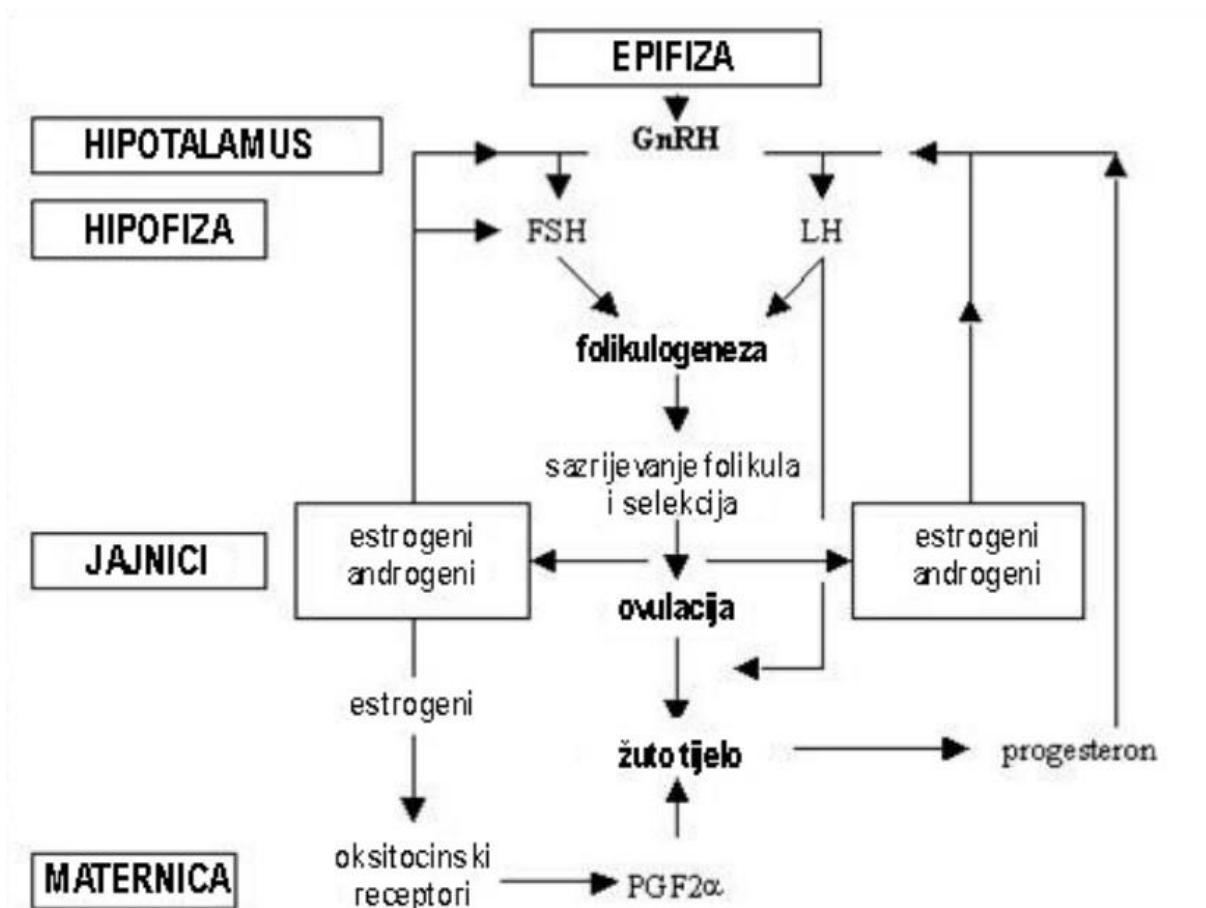 EPIFIZA
HIPOTALAMUS
GnRH
HIPOFIZA
FSH
LH
folikulogeneza
sazrijevanje folikula
i selekcija
JAJNICI
estrogeni
androgeni
estrogeni
androgeni
ovulacija
estrogeni
žuto tijelo
progesteron
MATERNICA
oksitocinski
receptori
PGF2α